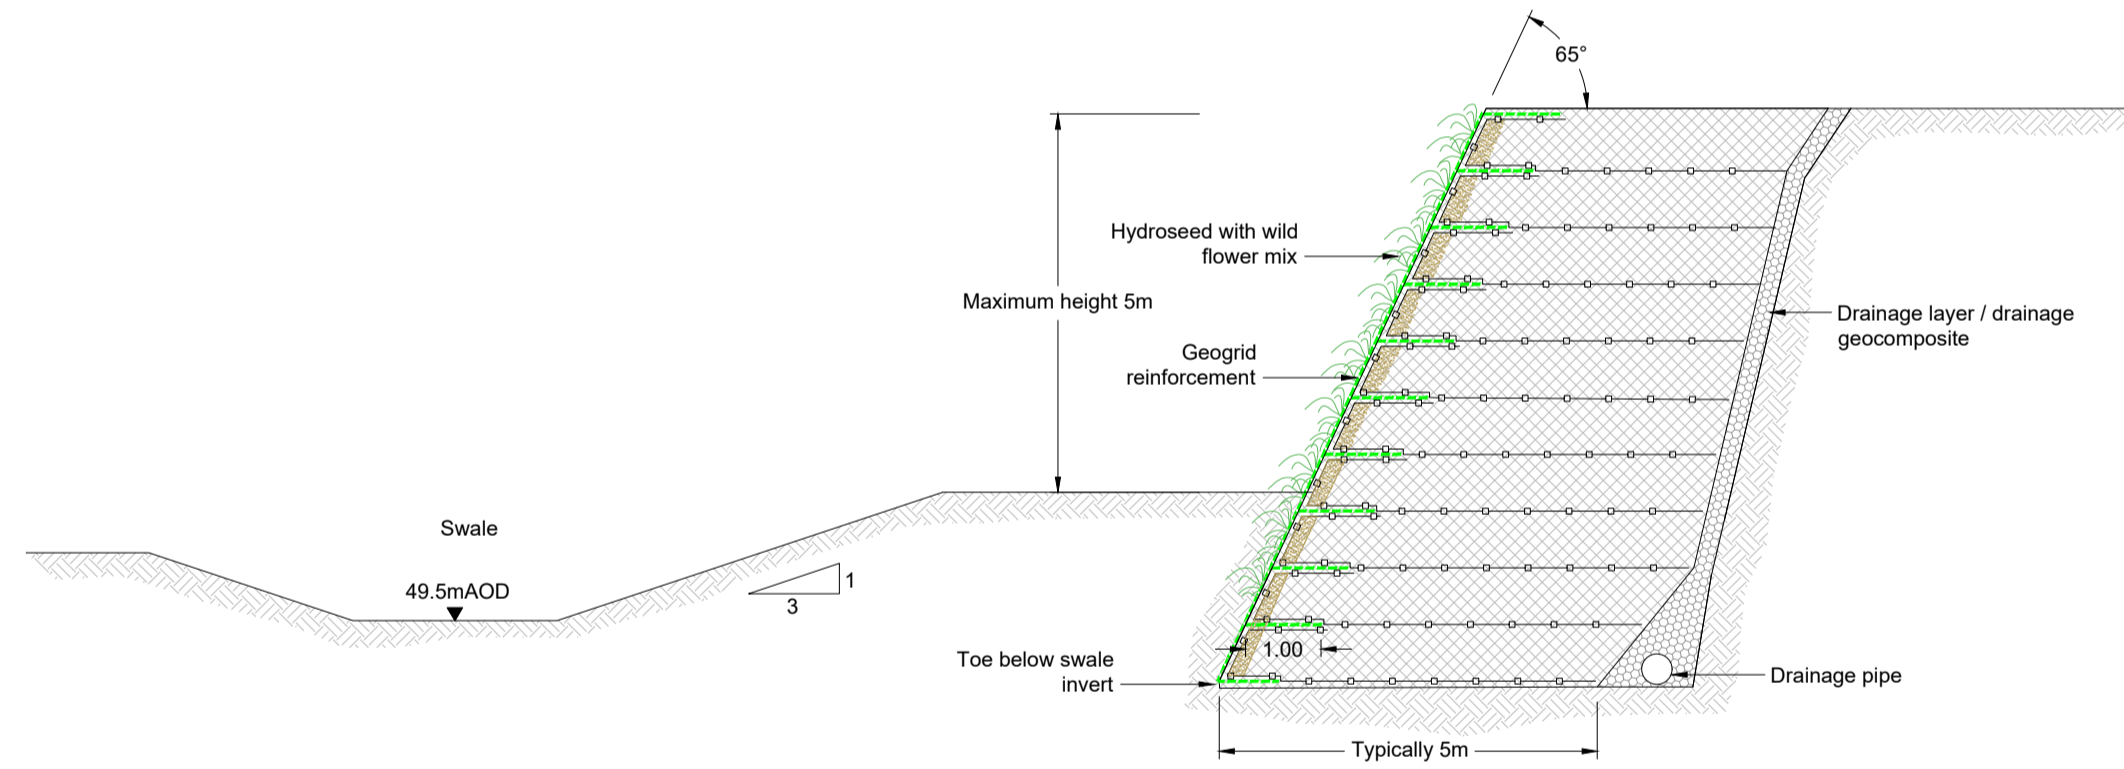 65°
Hydroseed with wild
flower mix
Maximum height 5m
Drainage layer / drainage
geocomposite
Geogrid
reinforcement
Swale
49.5mAOD
1
3
1.00
Toe below swale
invert
Drainage pipe
Typically 5m